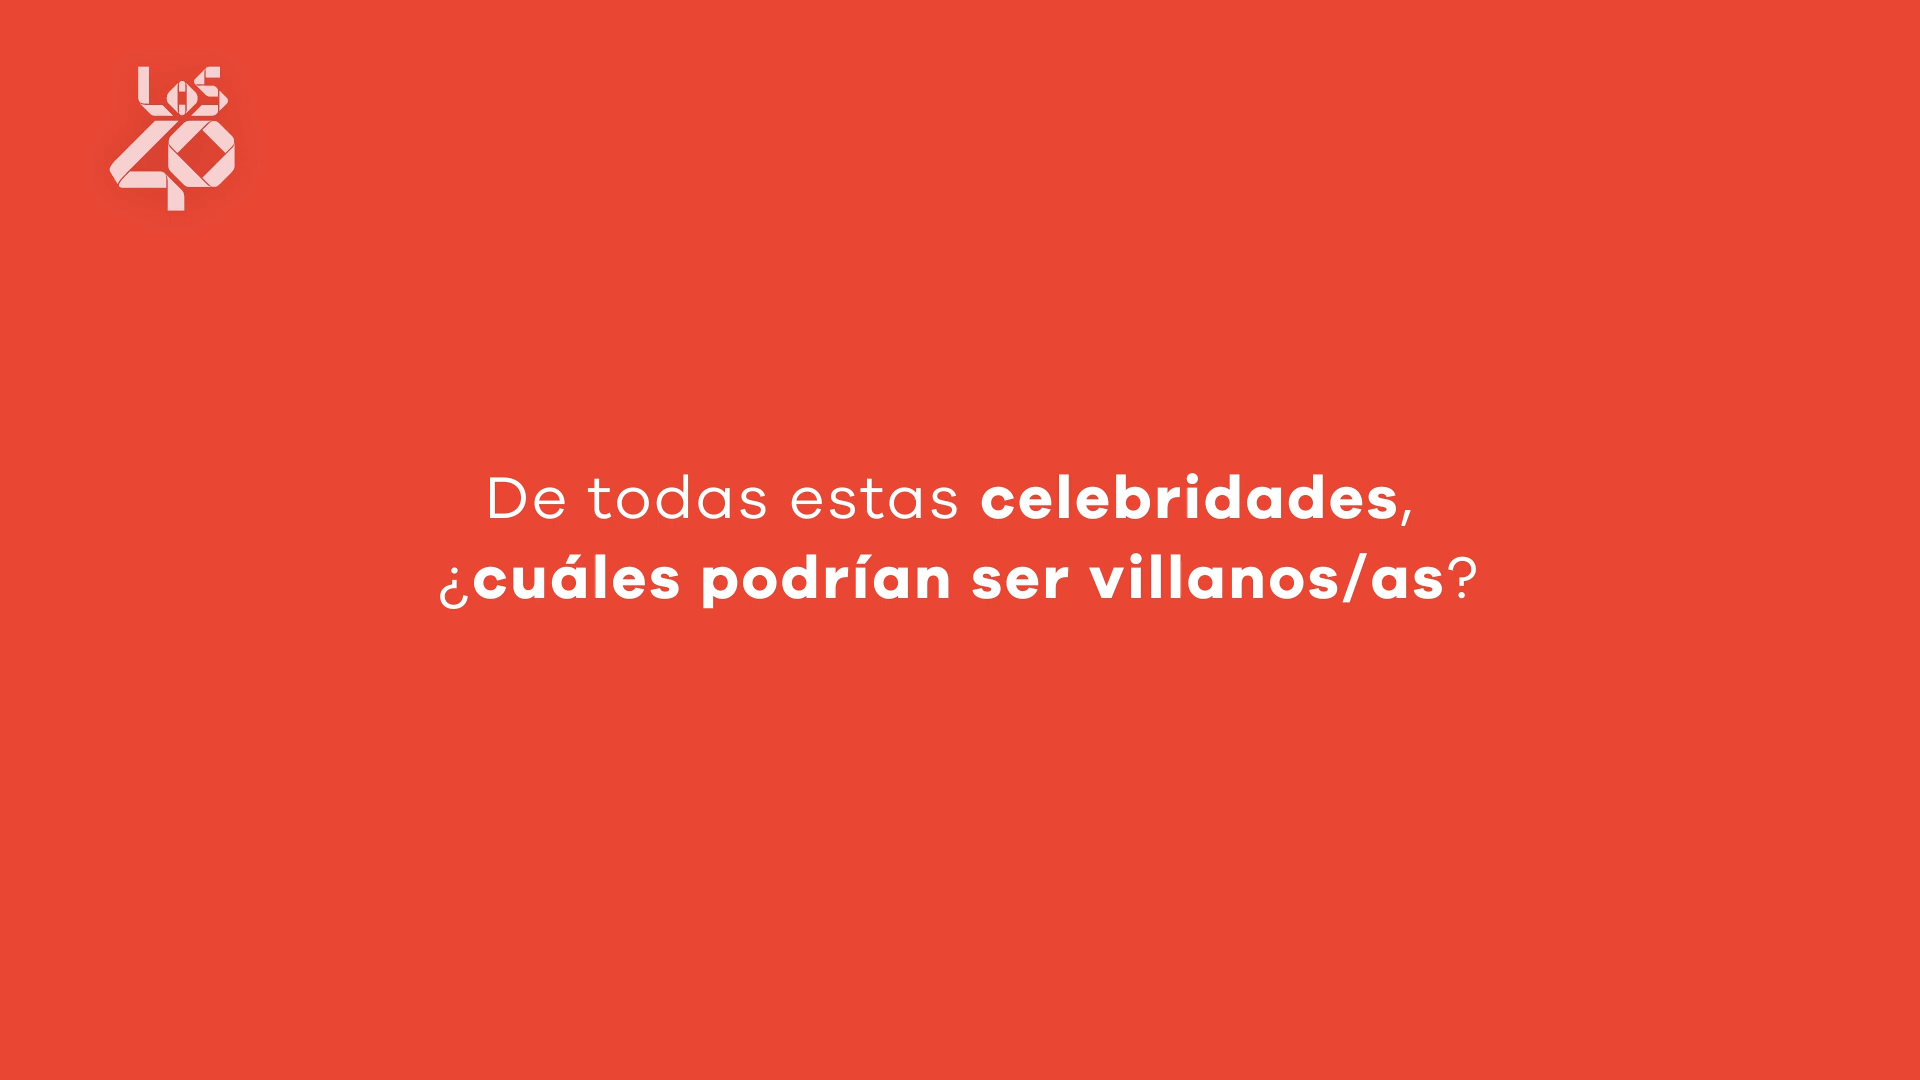 LOS
40
De todas estas celebridades,
¿cuáles podrían ser villanos/as?